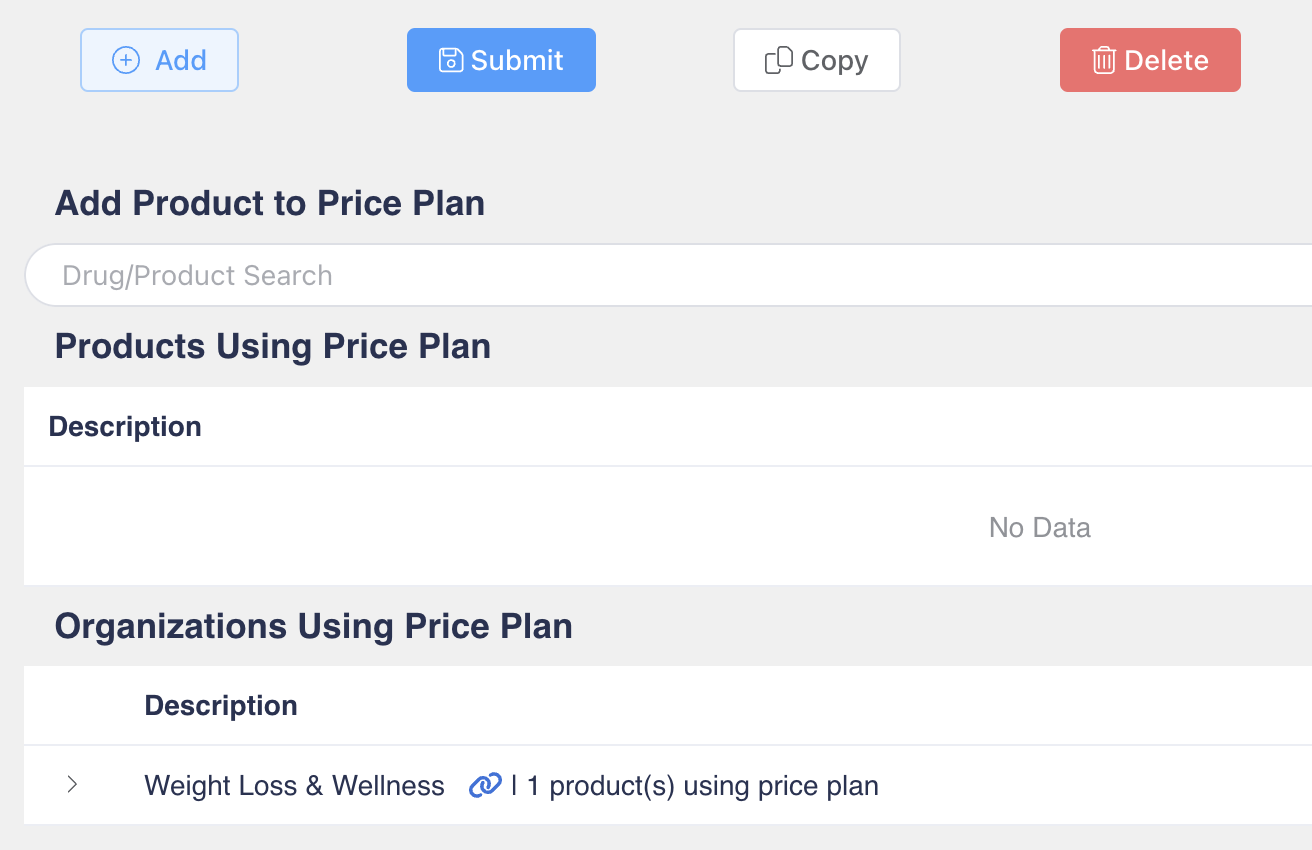 Add Submit Copy Delete
Add Product to Price Plan
Drug/Product Search
Products Using Price Plan
Description
No Data
Organizations Using Price Plan
Description
Weight Loss & Wellness | 1 product(s) using price plan